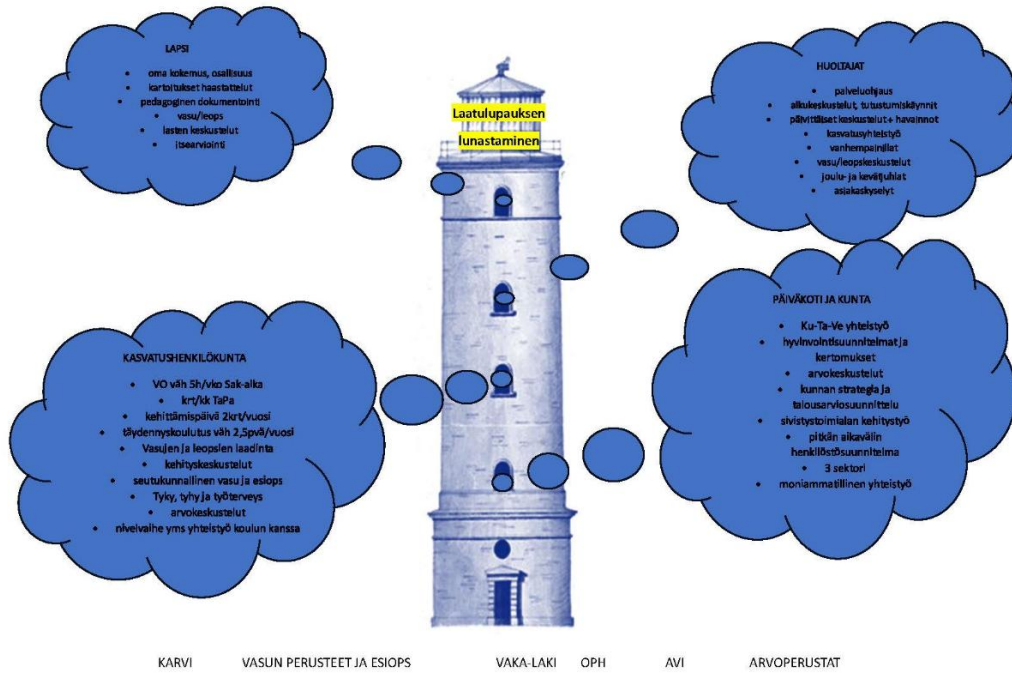 LAPSI
• oma kokemus, osallisuus
• kartoitukset haastattelut
• pedagoginen dokumentointi
• vasu/leops
• lasten keskustelut
• itsearviointi
Laatulupauksen
lunastaminen
HUOLTAJAT
• palveluohjaus
• alkukeskustelut, tutustumiskäynnit
• päivittäiset keskustelut+ havainnot
• kasvatusyhteistyö
• vanhempainillat
• vasu/leopskeskustelut
• joulu- ja kevätjuhlat
• asiakaskyselyt
KASVATUSHENKILÖKUNTA
• VO väh 5h/vko Sak-aika
• krt/kk TaPa
• kehittämispäivä 2krt/vuosi
• täydennyskoulutus väh 2,5pvä/vuosi
• Vasujen ja leopsien laadinta
• kehityskeskustelut
• seutukunnallinen vasu ja esiops
• Tyky, tyhy ja työterveys
• arvokeskustelut
• nivelvaihe yms yhteistyö koulun kanssa
PÄIVÄKOTI JA KUNTA
• Ku-Ta-Ve yhteistyö
• hyvinvointisuunnitelmat ja
kertomukset
• arvokeskustelut
• kunnan strategia ja
talousarviosuunnittelu
• sivistystoimialan kehitystyö
• pitkän aikavälin
henkilöstösuunnitelma
• 3 sektori
• moniammatillinen yhteistyö
KARVI VASUN PERUSTEET JA ESIOPS VAKA-LAKI OPH AVI ARVOPERUSTAT